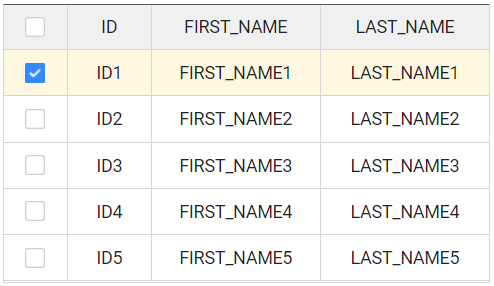 ID FIRST_NAME LAST_NAME
ID1 FIRST_NAME1 LAST_NAME1
ID2 FIRST_NAME2 LAST_NAME2
ID3 FIRST_NAME3 LAST_NAME3
ID4 FIRST_NAME4 LAST_NAME4
ID5 FIRST_NAME5 LAST_NAME5